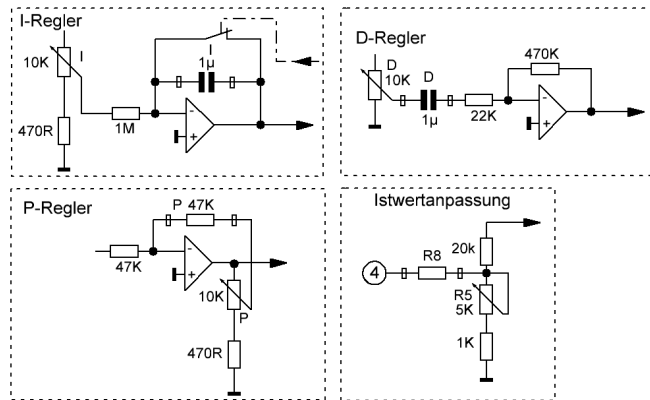 I-Regler
10K
I
470R
1M
I
1µ
-
+
D-Regler
D
10K
D
1µ
22K
470K
-
+
P-Regler
P 47K
47K
-
+
10K
P
470R
Istwertanpassung
4
R8
20k
R5
5K
1K